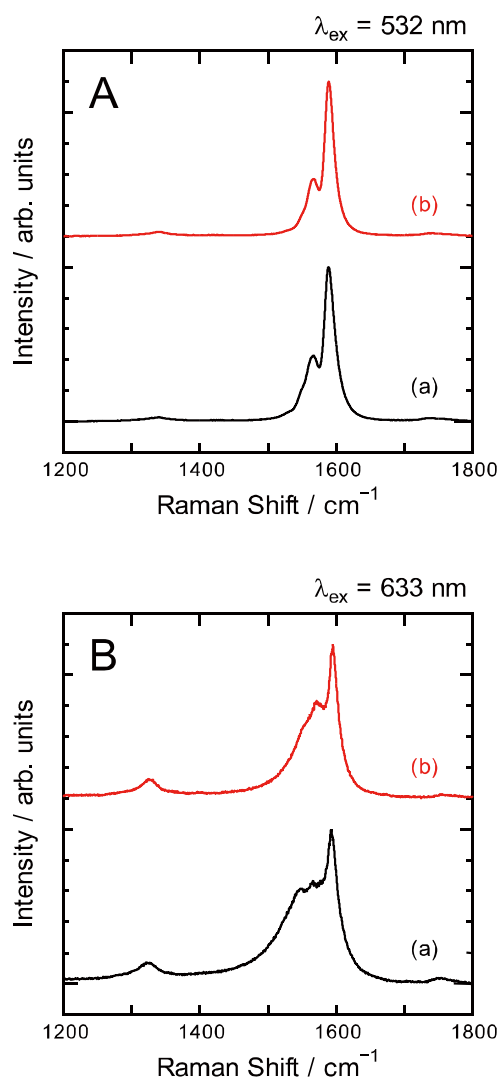 λex = 532 nm
A
(b)
(a)
Intensity / arb. units
1200 1400 1600 1800
Raman Shift / cm−1
λex = 633 nm
B
(b)
(a)
Intensity / arb. units
1200 1400 1600 1800
Raman Shift / cm−1